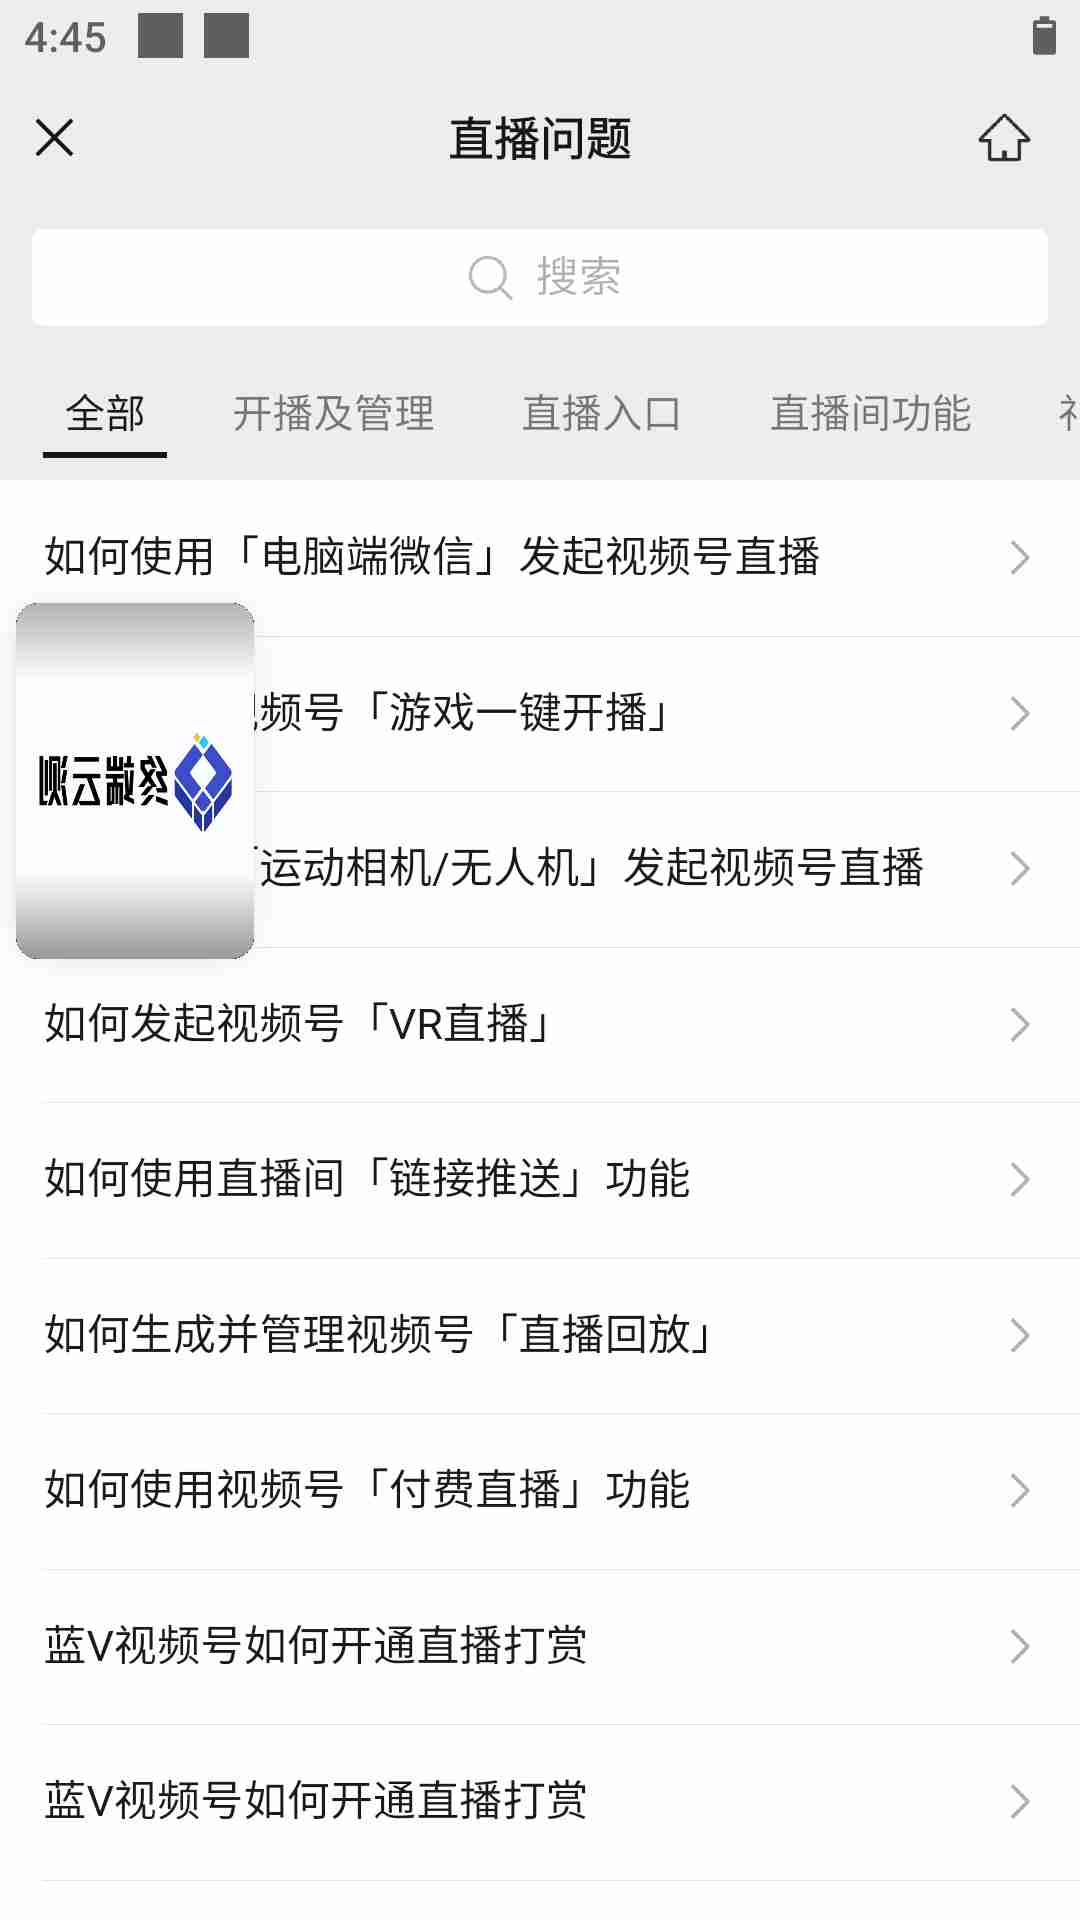 4:45
直播问题
搜索
全部 开播及管理 直播入口 直播间功能
如何使用「电脑端微信」发起视频号直播
频号「游戏一键开播」
运动相机/无人机」发起视频号直播
如何发起视频号「VR直播」
如何使用直播间「链接推送」功能
如何生成并管理视频号「直播回放」
如何使用视频号「付费直播」功能
蓝V视频号如何开通直播打赏
蓝V视频号如何开通直播打赏